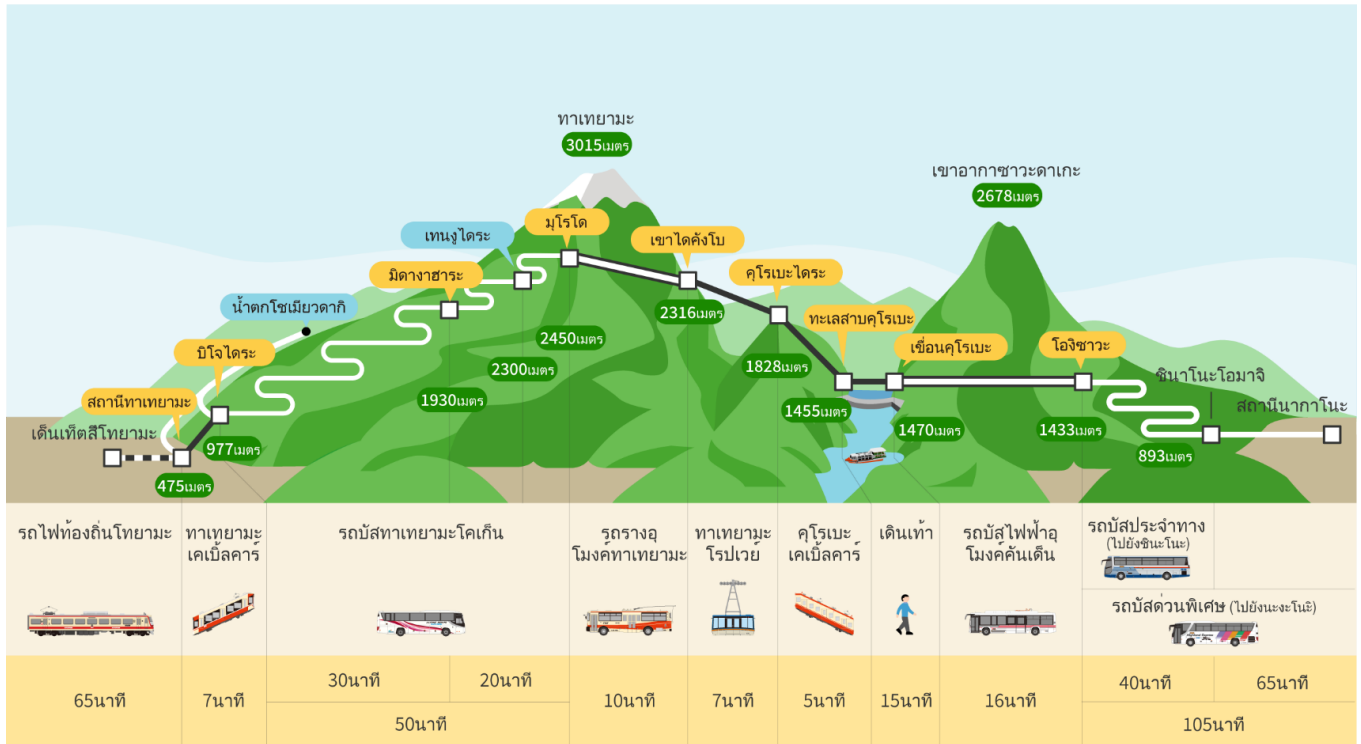 ทาเทยามะ
3015เมตร
เขาอากาซาวะดาเกะ
2678เมตร
มุโรโด
เทนงูไดระ
เขาไดคังโบ
มิดางาฮาระ
คุโรเบะไดระ
น้ำตกโชเมียวดากิ
2316เมตร
ทะเลสาบคุโรเบะ
2450เมตร
บิโจไดระ
เขื่อนคุโรเบะ
โองิซาวะ
2300เมตร
1828เมตร
ชินาโนะโอมาจิ
สถานีทาเทยามะ
1930เมตร
1455เมตร
สถานีนากาโนะ
เด็นเท็ตสึโทยามะ
977เมตร
1470เมตร
1433เมตร
893เมตร
475เมตร
รถไฟท้องถิ่นโทยามะ
ทาเทยามะ
เคเบิ้ลคาร์
รถบัสทาเทยามะโคเก็น
รถรางอุ
โมงค์ทาเทยามะ
ทาเทยามะ
โรปเวย์
คุโรเบะ
เคเบิ้ลคาร์
เดินเท้า
รถบัสไฟฟ้าอุ
โมงค์คันเด็น
รถบัสประจำทาง
(ไปยังชินะโนะ)
รถบัสด่วนพิเศษ (ไปยังนะงะโนะ)
65นาที
7นาที
30นาที
20นาที
50นาที
10นาที
7นาที
5นาที
15นาที
16นาที
40นาที
65นาที
105นาที